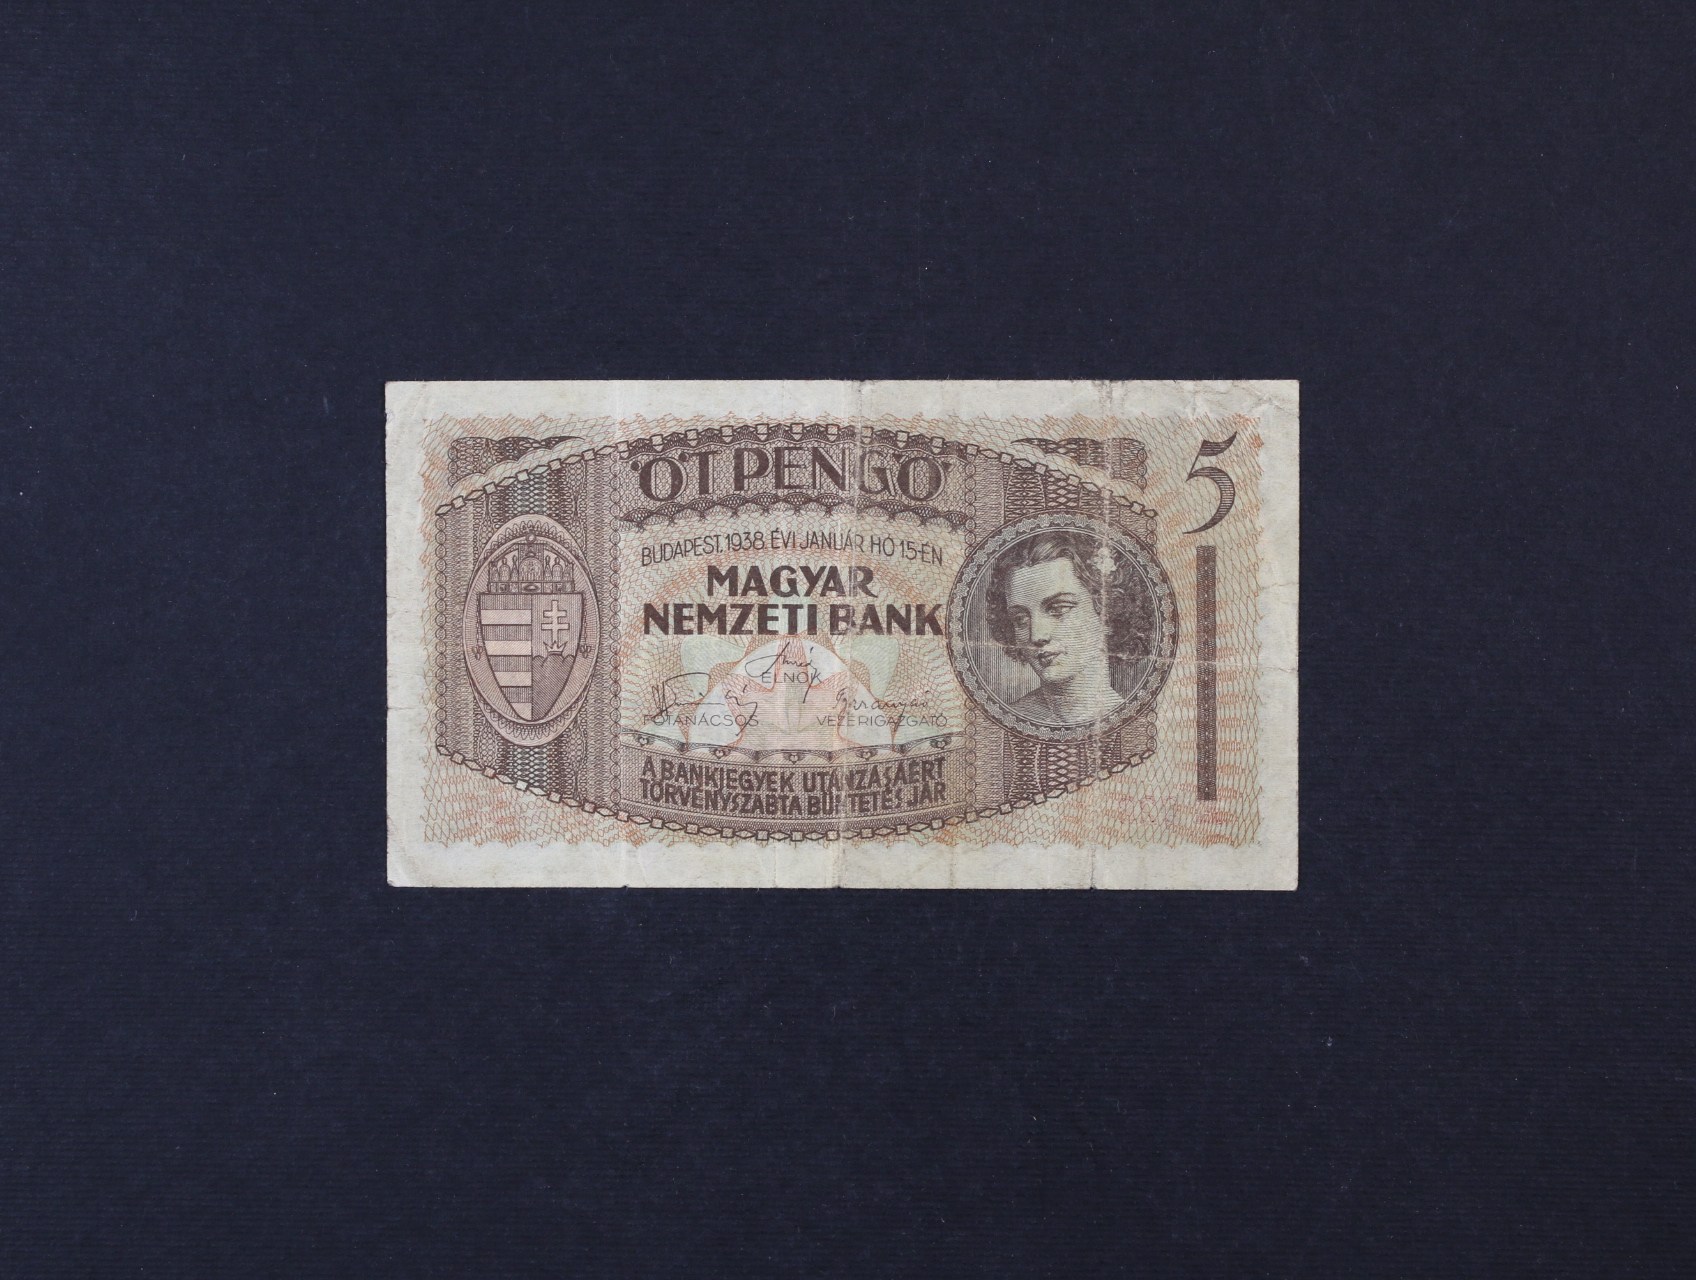 ÖT PENGŐ
5
BUDAPEST, 1938. ÉVI JANUÁR HÓ 15-ÉN
MAGYAR
NEMZETI BANK
ELNÖK
FŐTANÁCSOS VEZÉRIGAZGATÓ
A BANKJEGYEK UTÁNZÁSÁÉRT
TÖRVÉNYSZABTA BÜNTETÉS JÁR